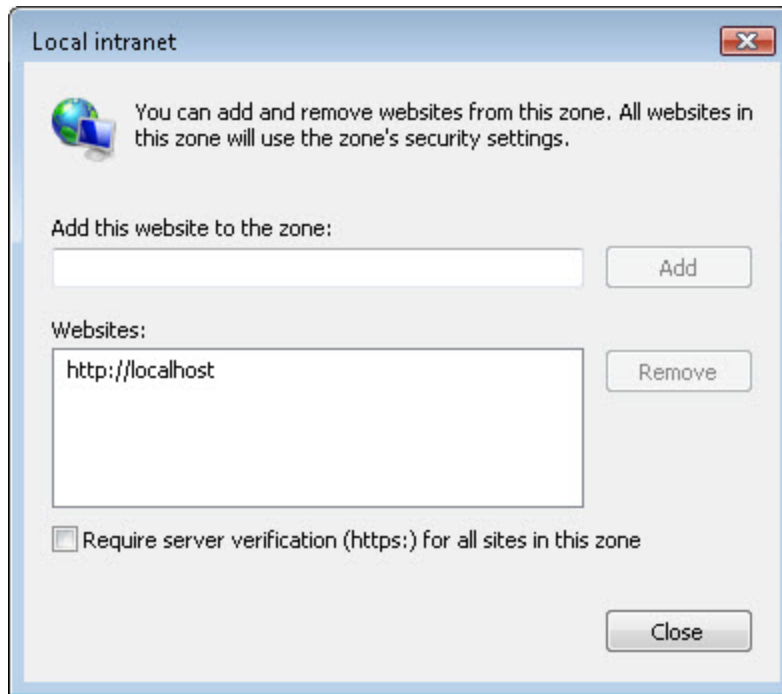 Local intranet
You can add and remove websites from this zone. All websites in
this zone will use the zone's security settings.
Add this website to the zone:
Add
Websites:
http://localhost
Remove
Require server verification (https:) for all sites in this zone
Close